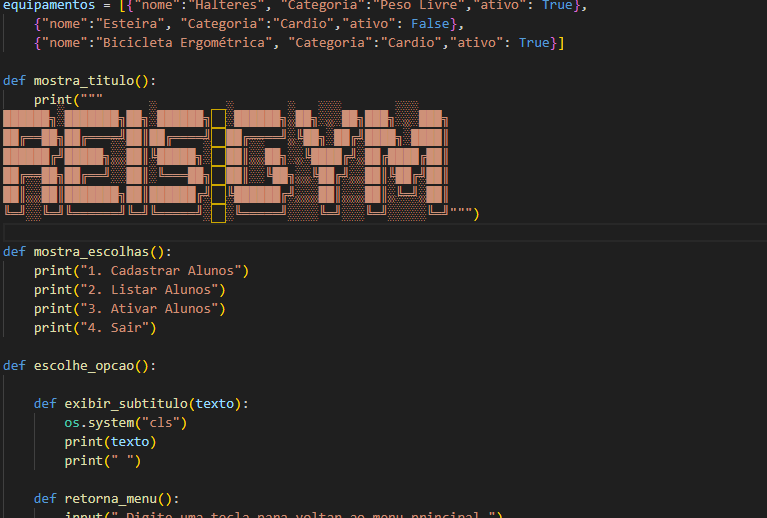 equipamentos = [{"nome":"Halteres", "Categoria":"Peso Livre","ativo": True},
{"nome":"Esteira", "Categoria":"Cardio","ativo": False},
{"nome":"Bicicleta Ergométrica", "Categoria":"Cardio","ativo": True}]
def mostra_titulo():
print("""
REIS GYM
""")
def mostra_escolhas():
print("1. Cadastrar Alunos")
print("2. Listar Alunos")
print("3. Ativar Alunos")
print("4. Sair")
def escolhe_opcao():
def exibir_subtitulo(texto):
os.system("cls")
print(texto)
print(" ")
def retorna_menu():
input(" Digite uma tecla para voltar ao menu principal ")